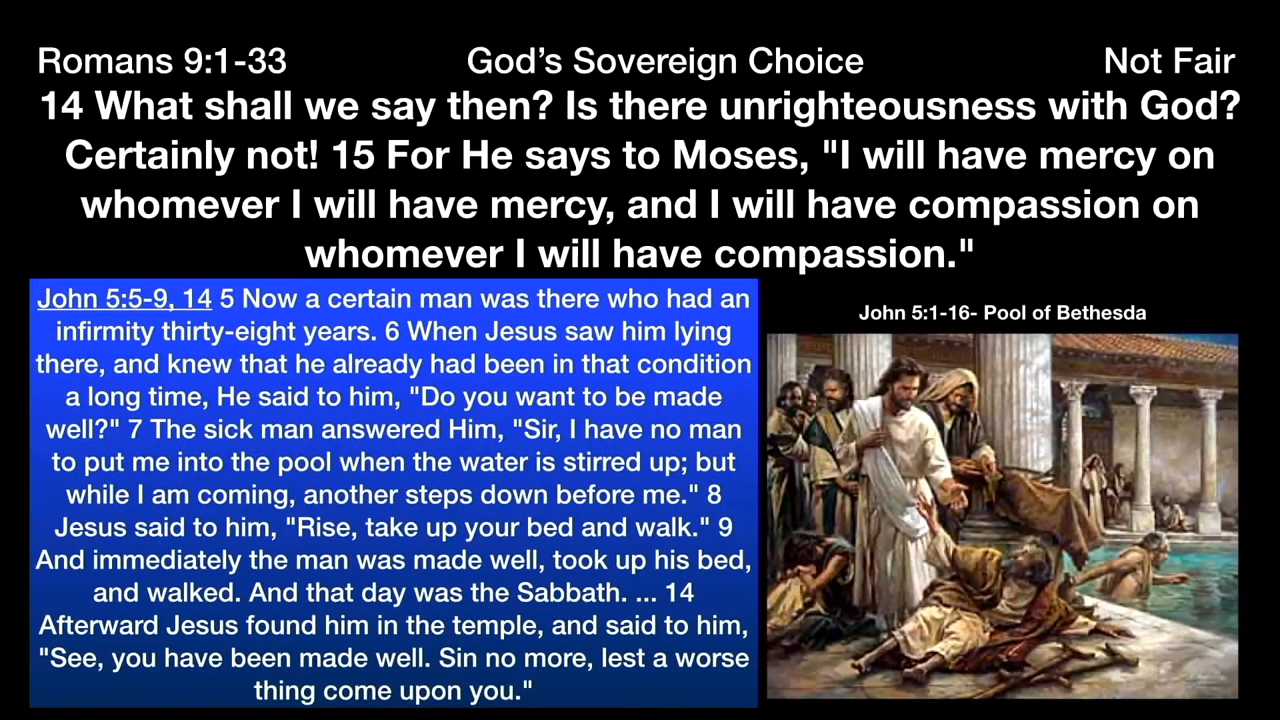 Romans 9:1-33 God’s Sovereign Choice Not Fair
14 What shall we say then? Is there unrighteousness with God?
Certainly not! 15 For He says to Moses, "I will have mercy on
whomever I will have mercy, and I will have compassion on
whomever I will have compassion."
John 5:5-9, 14 5 Now a certain man was there who had an
infirmity thirty-eight years. 6 When Jesus saw him lying
there, and knew that he already had been in that condition
a long time, He said to him, "Do you want to be made
well?" 7 The sick man answered Him, "Sir, I have no man
to put me into the pool when the water is stirred up; but
while I am coming, another steps down before me." 8
Jesus said to him, "Rise, take up your bed and walk." 9
And immediately the man was made well, took up his bed,
and walked. And that day was the Sabbath. ... 14
Afterward Jesus found him in the temple, and said to him,
"See, you have been made well. Sin no more, lest a worse
thing come upon you."
John 5:1-16- Pool of Bethesda